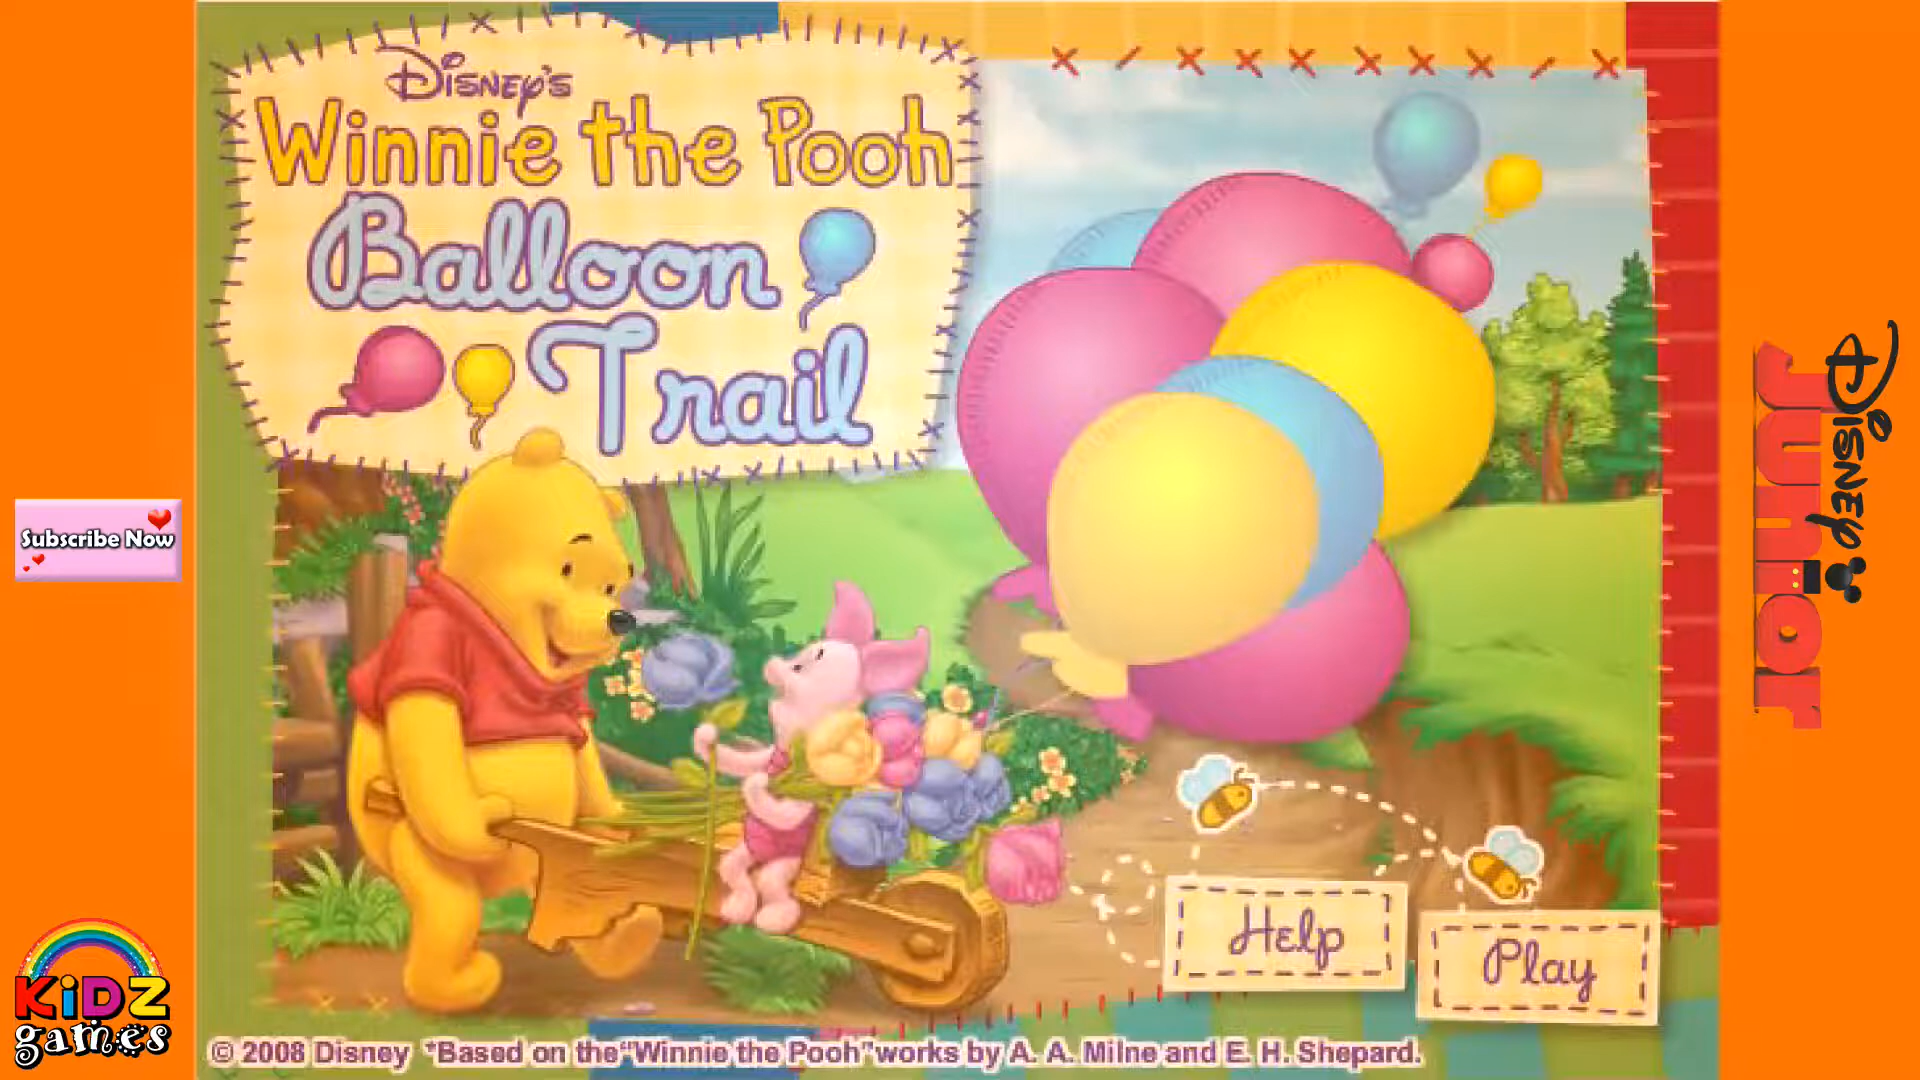 Disney's
Winnie the Pooh
Balloon
Trail
Subscribe Now
Disney
Junior
Help
Play
KiDZ
games
© 2008 Disney *Based on the "Winnie the Pooh" works by A. A. Milne and E. H. Shepard.